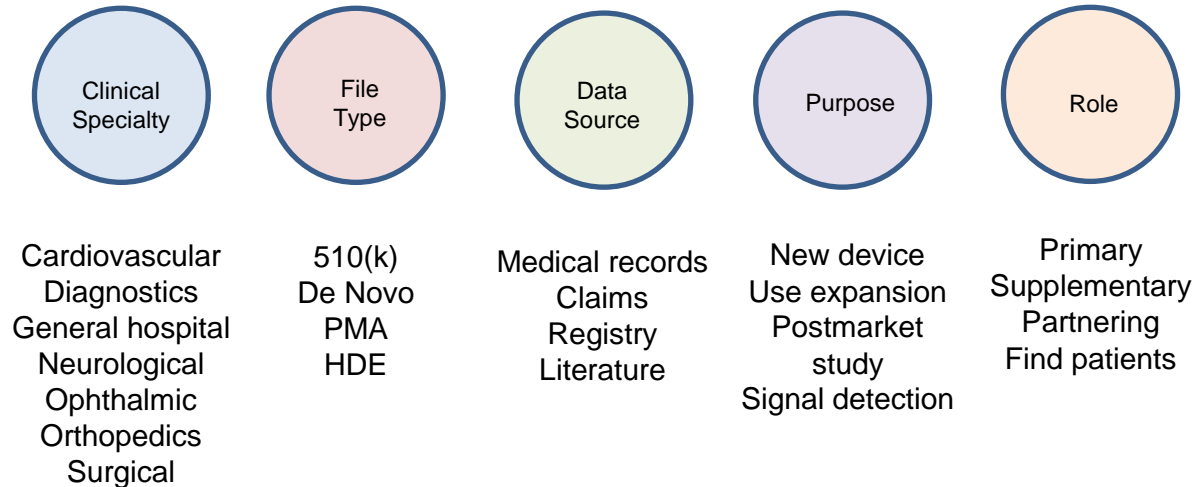 Clinical
Specialty
File
Type
Data
Source
Purpose
Role
Cardiovascular
Diagnostics
General hospital
Neurological
Ophthalmic
Orthopedics
Surgical
510(k)
De Novo
PMA
HDE
Medical records
Claims
Registry
Literature
New device
Use expansion
Postmarket
study
Signal detection
Primary
Supplementary
Partnering
Find patients